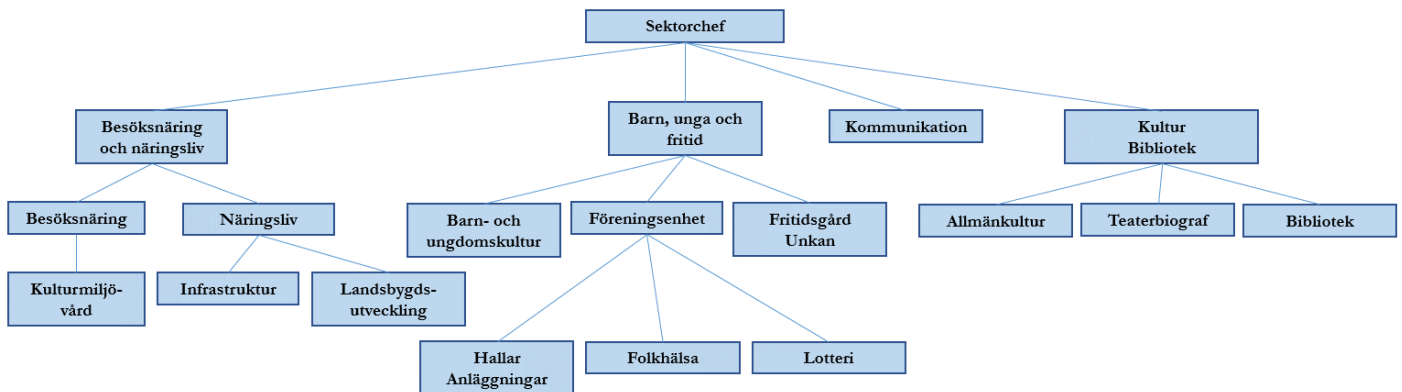 Sektorchef
Besöksnäring
och näringsliv
Barn, unga och
fritid
Kommunikation
Kultur
Bibliotek
Besöksnäring
Näringsliv
Barn- och
ungdomskultur
Föreningsenhet
Fritidsgård
Unkan
Allmänkultur
Teaterbiograf
Bibliotek
Kulturmiljö-
vård
Infrastruktur
Landsbygds-
utveckling
Hallar
Anläggningar
Folkhälsa
Lotteri